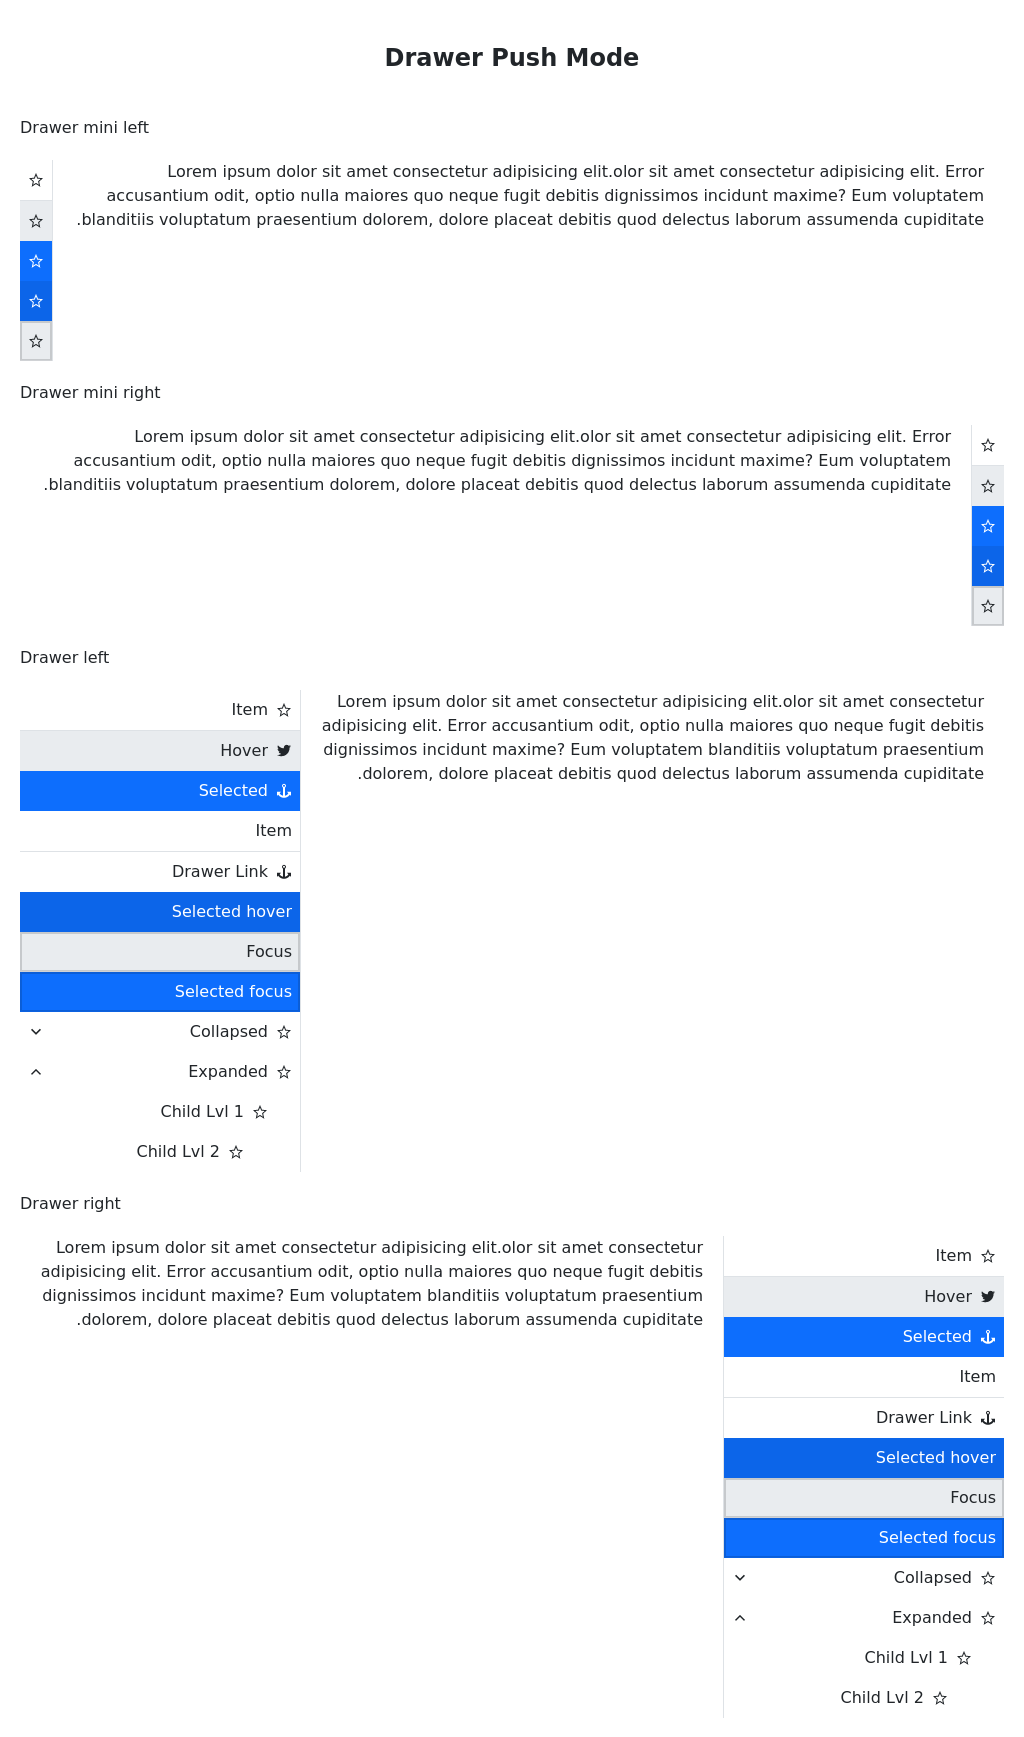 Drawer Push Mode
Drawer mini left
Lorem ipsum dolor sit amet consectetur adipisicing elit.olor sit amet consectetur adipisicing elit. Error
accusantium odit, optio nulla maiores quo neque fugit debitis dignissimos incidunt maxime? Eum voluptatem
.blanditiis voluptatum praesentium dolorem, dolore placeat debitis quod delectus laborum assumenda cupiditate
Drawer mini right
Lorem ipsum dolor sit amet consectetur adipisicing elit.olor sit amet consectetur adipisicing elit. Error
accusantium odit, optio nulla maiores quo neque fugit debitis dignissimos incidunt maxime? Eum voluptatem
.blanditiis voluptatum praesentium dolorem, dolore placeat debitis quod delectus laborum assumenda cupiditate
Drawer left
Item
Hover
Selected
Item
Drawer Link
Selected hover
Focus
Selected focus
Collapsed
Expanded
Child Lvl 1
Child Lvl 2
Lorem ipsum dolor sit amet consectetur adipisicing elit.olor sit amet consectetur
adipisicing elit. Error accusantium odit, optio nulla maiores quo neque fugit debitis
dignissimos incidunt maxime? Eum voluptatem blanditiis voluptatum praesentium
.dolorem, dolore placeat debitis quod delectus laborum assumenda cupiditate
Drawer right
Lorem ipsum dolor sit amet consectetur adipisicing elit.olor sit amet consectetur
adipisicing elit. Error accusantium odit, optio nulla maiores quo neque fugit debitis
dignissimos incidunt maxime? Eum voluptatem blanditiis voluptatum praesentium
.dolorem, dolore placeat debitis quod delectus laborum assumenda cupiditate
Item
Hover
Selected
Item
Drawer Link
Selected hover
Focus
Selected focus
Collapsed
Expanded
Child Lvl 1
Child Lvl 2